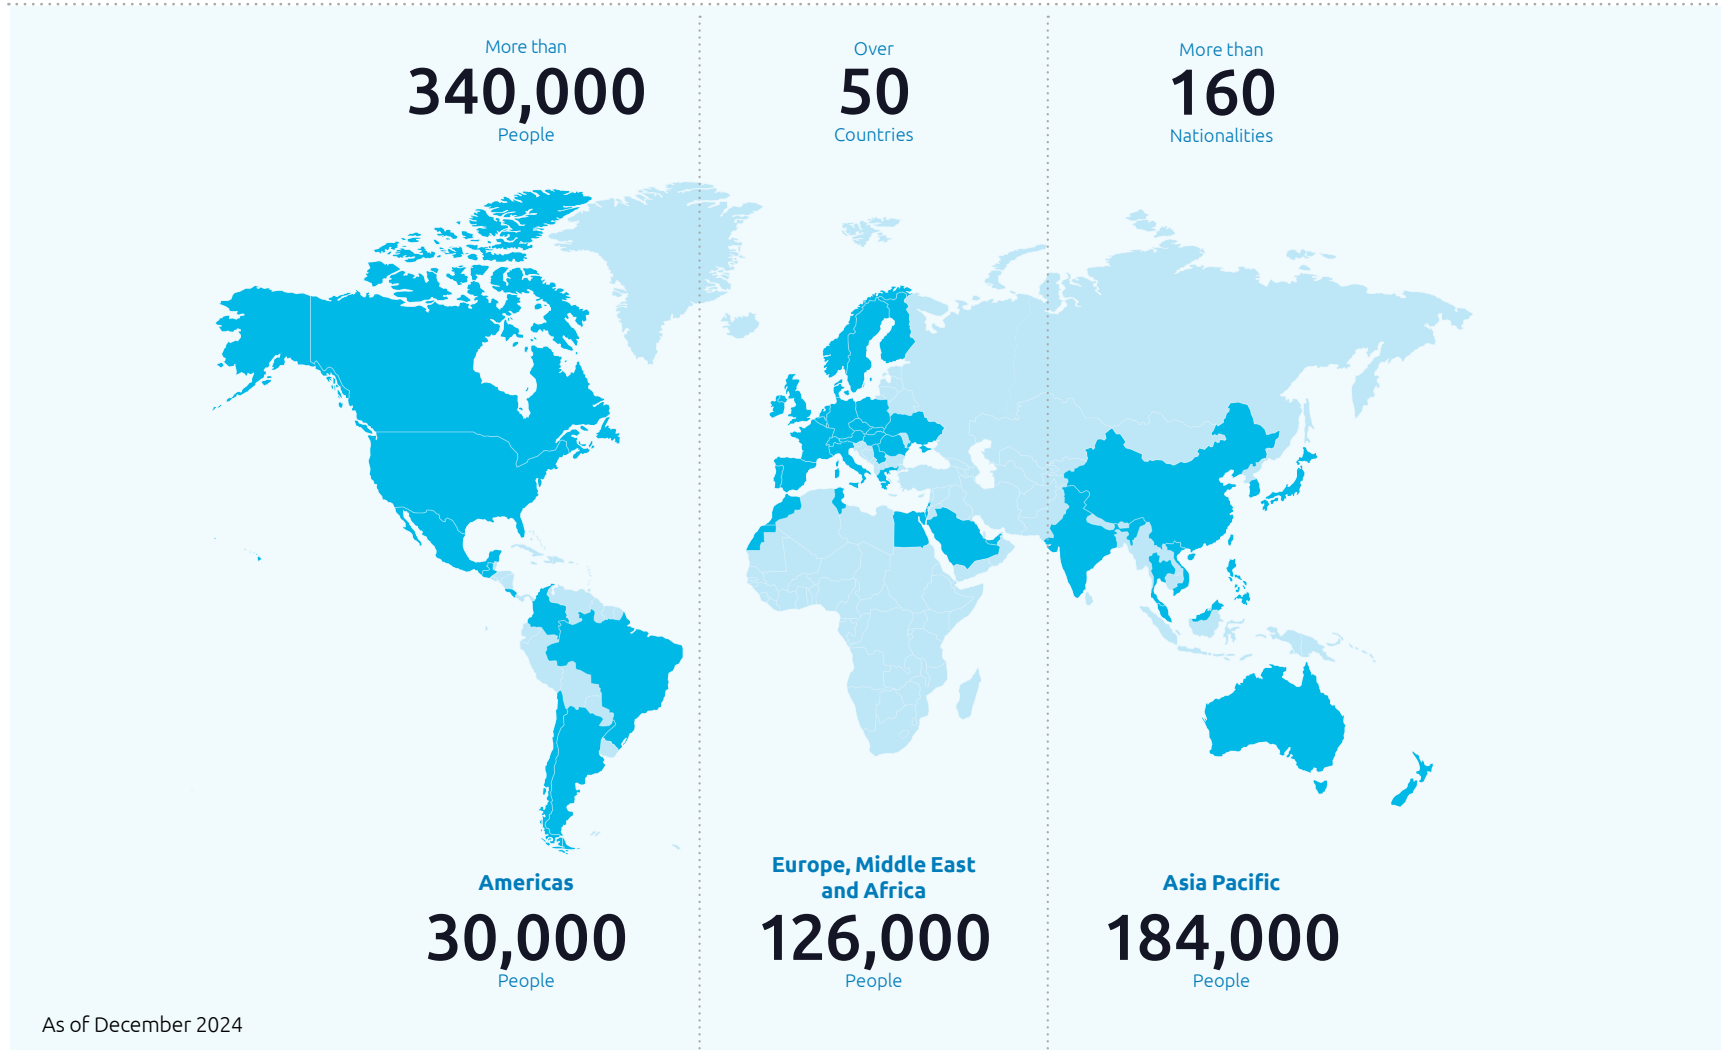 More than
340,000
People
Over
50
Countries
More than
160
Nationalities
Americas
30,000
People
Europe, Middle East
and Africa
126,000
People
Asia Pacific
184,000
People
As of December 2024